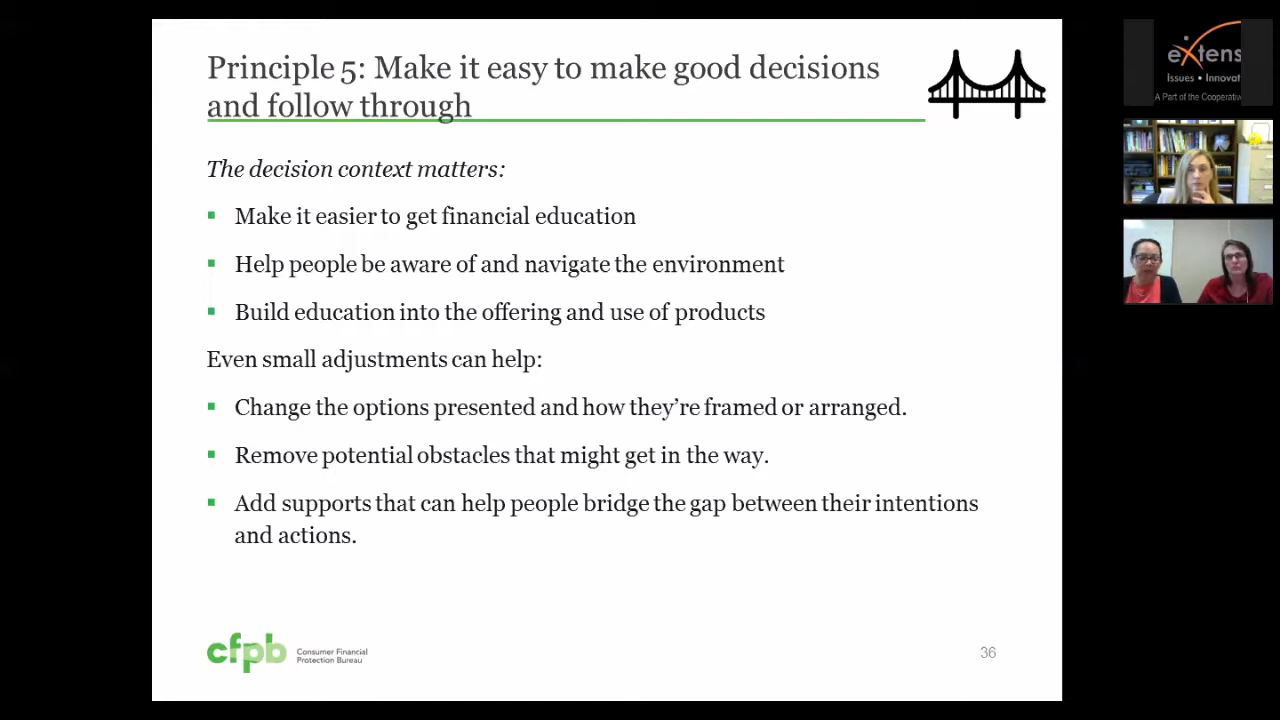 Principle 5: Make it easy to make good decisions
and follow through
The decision context matters:
▪ Make it easier to get financial education
▪ Help people be aware of and navigate the environment
▪ Build education into the offering and use of products
Even small adjustments can help:
▪ Change the options presented and how they’re framed or arranged.
▪ Remove potential obstacles that might get in the way.
▪ Add supports that can help people bridge the gap between their intentions
and actions.
cfpb
Consumer Financial
Protection Bureau
36
eXtens
Issues • Innovat
A Part of the Cooperativ